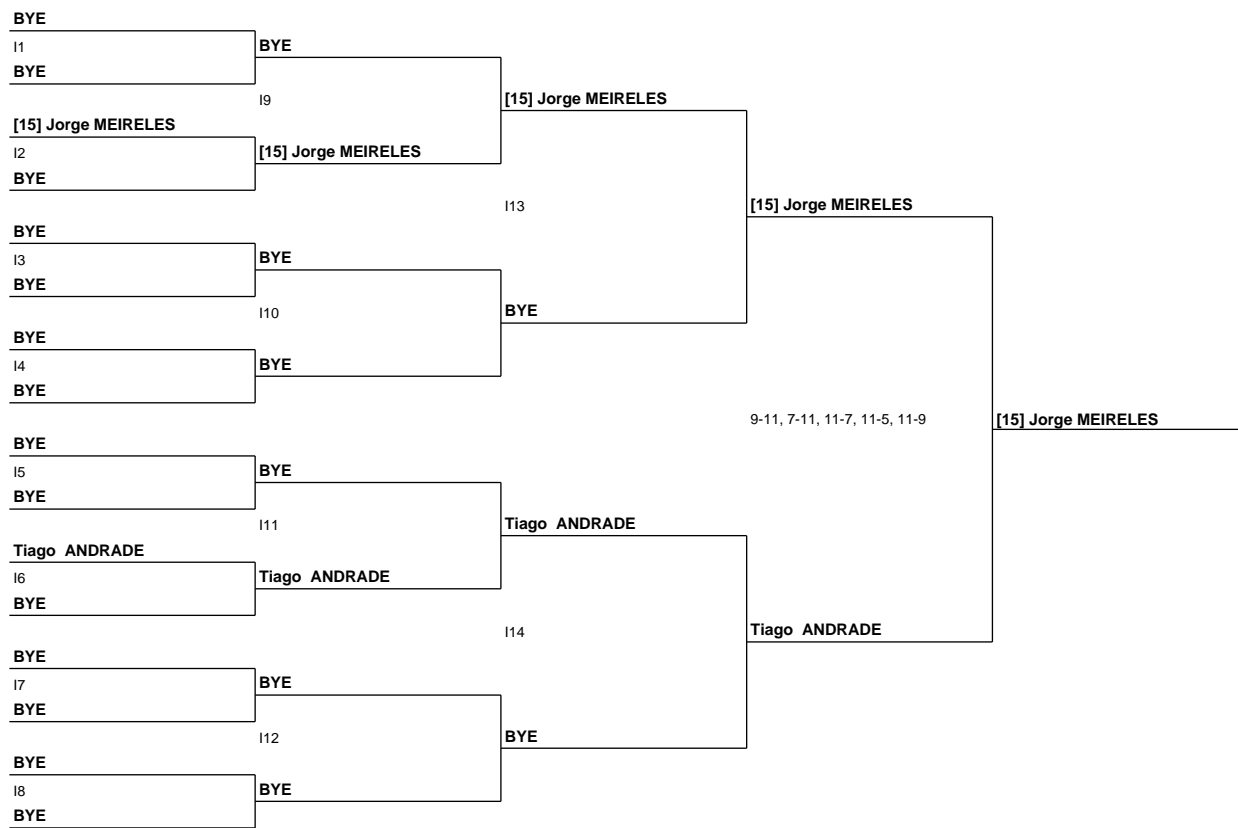 BYE
I1
BYE
BYE
I9
[15] Jorge MEIRELES
[15] Jorge MEIRELES
I2
[15] Jorge MEIRELES
BYE
I13
[15] Jorge MEIRELES
BYE
I3
BYE
BYE
I10
BYE
BYE
I4
BYE
BYE
9-11, 7-11, 11-7, 11-5, 11-9
[15] Jorge MEIRELES
BYE
I5
BYE
BYE
I11
Tiago ANDRADE
Tiago ANDRADE
I6
Tiago ANDRADE
BYE
I14
Tiago ANDRADE
BYE
I7
BYE
BYE
I12
BYE
BYE
I8
BYE
BYE